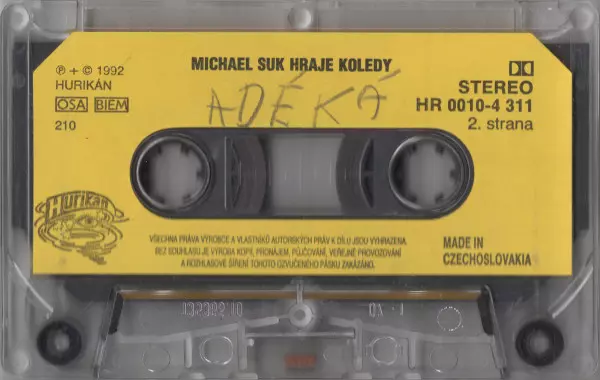 MICHAEL SUK HRAJE KOLEDY
℗ + © 1992
HURIKÁN
OSA BIEM
210
ADÉKÁ
STEREO
HR 0010-4 311
2. strana
Hurikán
VŠECHNA PRÁVA VÝROBCE A VLASTNÍKŮ AUTORSKÝCH PRÁV K DÍLU JSOU VYHRAZENA.
BEZ SOUHLASU JE VÝROBA KOPIÍ, PRONÁJEM, PŮJČOVÁNÍ, VEŘEJNÉ PROVOZOVÁNÍ
A ROZHLASOVÉ ŠÍŘENÍ TOHOTO OZVUČENÉHO PÁSKU ZAKÁZÁNO.
MADE IN
CZECHOSLOVAKIA